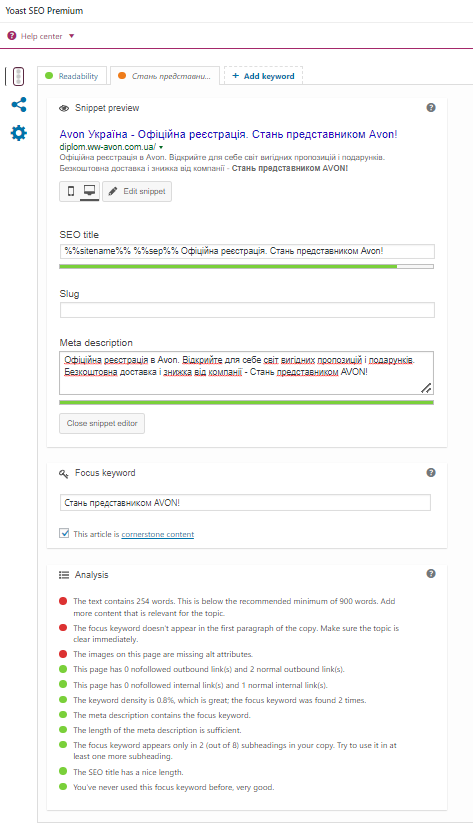 Yoast SEO Premium
Help center
Readability
Стань представни...
+ Add keyword
Snippet preview
Avon Україна - Офіційна реєстрація. Стань представником Avon!
diplom.ww-avon.com.ua/
Офіційна реєстрація в Avon. Відкрийте для себе світ вигідних пропозицій і подарунків.
Безкоштовна доставка і знижка від компанії - Стань представником AVON!
Edit snippet
SEO title
%%sitename%% %%sep%% Офіційна реєстрація. Стань представником Avon!
Slug
Meta description
Офіційна реєстрація в Avon. Відкрийте для себе світ вигідних пропозицій і подарунків.
Безкоштовна доставка і знижка від компанії - Стань представником AVON!
Close snippet editor
Focus keyword
Стань представником AVON!
This article is cornerstone content
Analysis
The text contains 254 words. This is below the recommended minimum of 900 words. Add
more content that is relevant for the topic.
The focus keyword doesn't appear in the first paragraph of the copy. Make sure the topic is
clear immediately.
The images on this page are missing alt attributes.
This page has 0 nofollowed outbound link(s) and 2 normal outbound link(s).
This page has 0 nofollowed internal link(s) and 1 normal internal link(s).
The keyword density is 0.8%, which is great; the focus keyword was found 2 times.
The meta description contains the focus keyword.
The length of the meta description is sufficient.
The focus keyword appears only in 2 (out of 8) subheadings in your copy. Try to use it in at
least one more subheading.
The SEO title has a nice length.
You've never used this focus keyword before, very good.